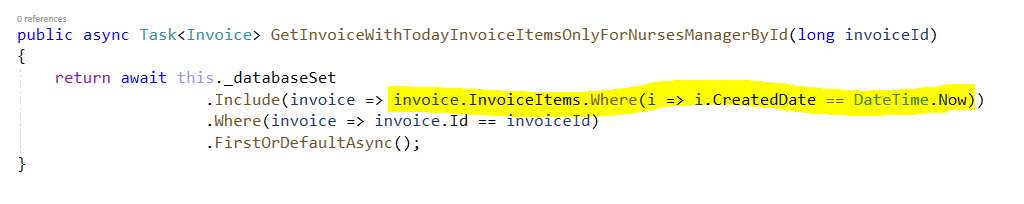 0 references
public async Task<Invoice> GetInvoiceWithTodayInvoiceItemsOnlyForNursesManagerById(long invoiceId)
{
return await this._databaseSet
.Include(invoice => invoice.InvoiceItems.Where(i => i.CreatedDate == DateTime.Now))
.Where(invoice => invoice.Id == invoiceId)
.FirstOrDefaultAsync();
}